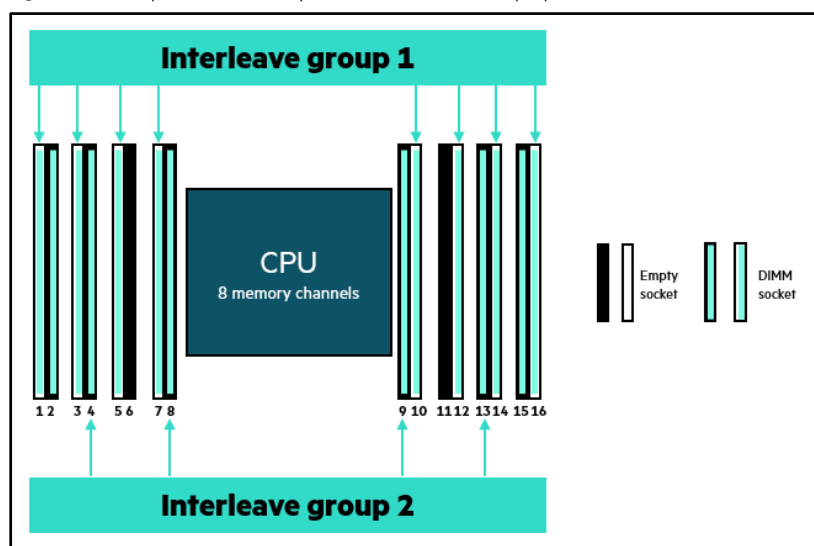 Interleave group 1
CPU
8 memory channels
Empty
socket
DIMM
socket
1 2 3 4 5 6 7 8 9 10 11 12 13 14 15 16
Interleave group 2